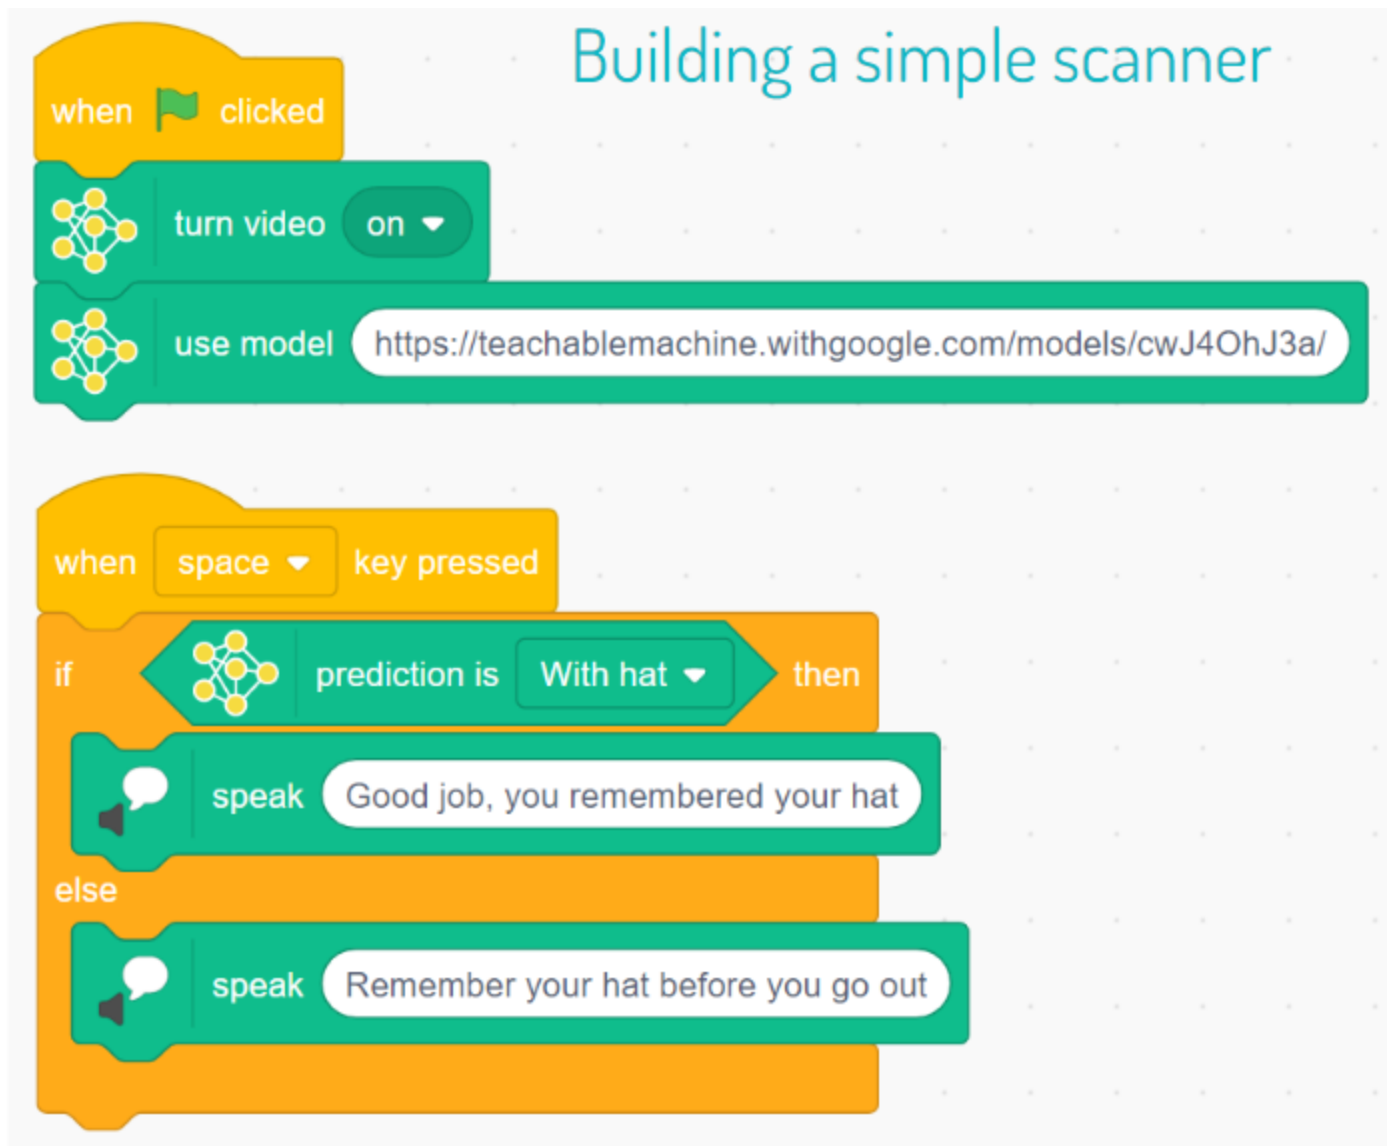 Building a simple scanner
when clicked
turn video on
use model https://teachablemachine.withgoogle.com/models/cwJ4OhJ3a/
when space key pressed
if prediction is With hat then
speak Good job, you remembered your hat
else
speak Remember your hat before you go out